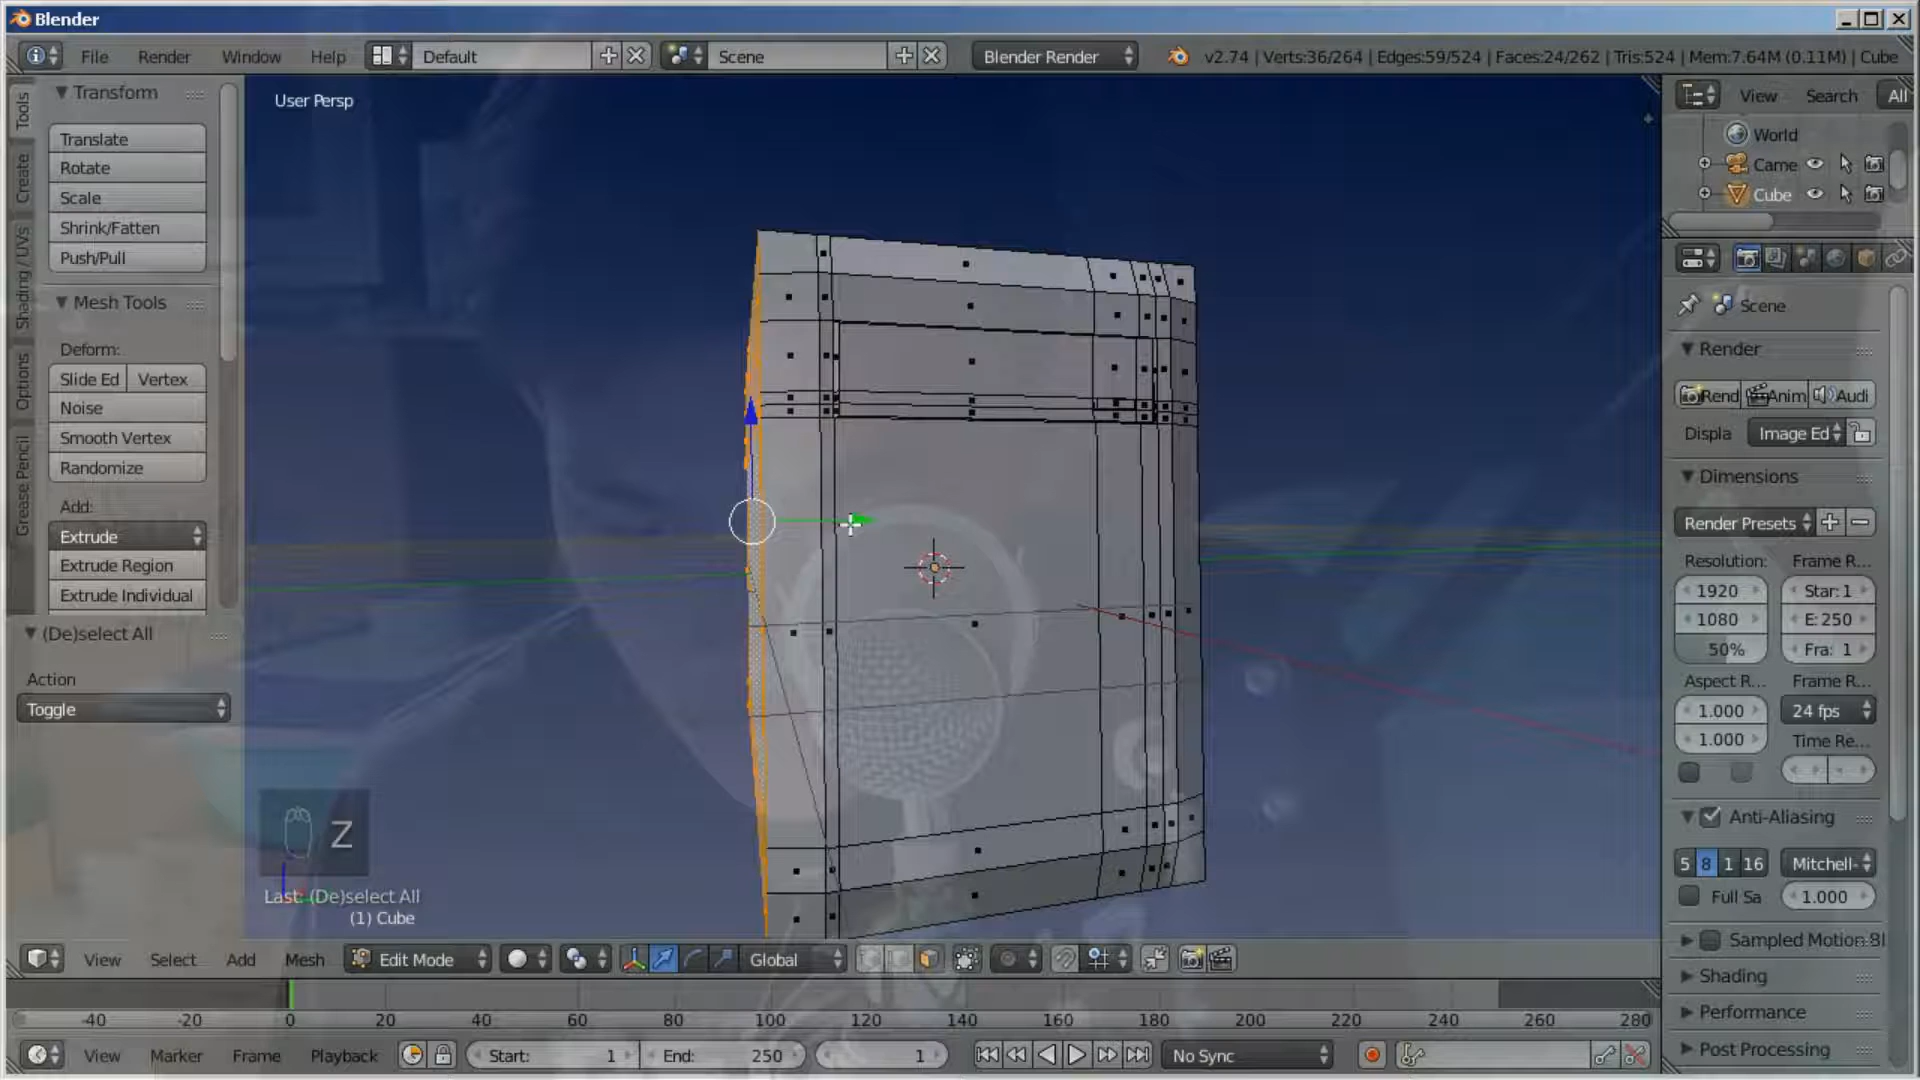 Blender
File Render Window Help Default Scene Blender Render v2.74 | Verts:36/264 | Edges:59/524 | Faces:24/262 | Tris:524 | Mem:7.64M (0.11M) | Cube
Tools
Create
Shading / UVs
Options
Grease Pencil
Transform
Translate
Rotate
Scale
Shrink/Fatten
Push/Pull
Mesh Tools
Deform:
Slide Ed Vertex
Noise
Smooth Vertex
Randomize
Add:
Extrude
Extrude Region
Extrude Individual
(De)select All
Action
Toggle
User Persp
Z
Last: (De)select All
(1) Cube
View Select Add Mesh Edit Mode Global
-40 -20 0 20 40 60 80 100 120 140 160 180 200 220 240 260 280
View Marker Frame Playback Start: 1 End: 250 1 No Sync
View Search All
World
Came
Cube
Scene
Render
Rend Anim Audi
Displa Image Ed
Dimensions
Render Presets
Resolution: Frame R...
1920 Star: 1
1080 E: 250
50% Fra: 1
Aspect R... Frame R...
1.000 24 fps
1.000 Time Re...
Anti-Aliasing
5 8 1 16 Mitchell-
Full Sa 1.000
Sampled Motion Bl
Shading
Performance
Post Processing